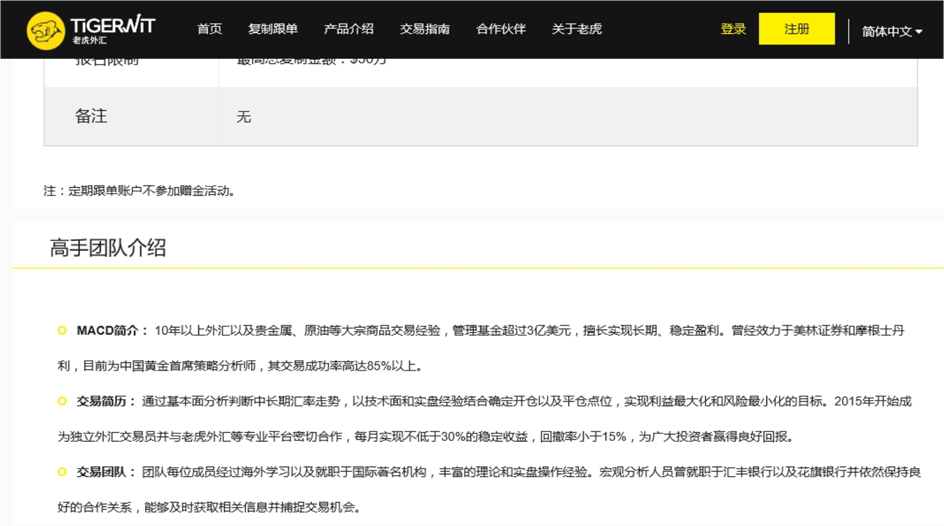 TIGERWIT
老虎外汇
首页 复制跟单 产品介绍 交易指南 合作伙伴 关于老虎 登录 注册 简体中文
报名限制 最高总复制金额：$30万
备注 无
注：定期跟单账户不参加赠金活动。
高手团队介绍
MACD简介： 10年以上外汇以及贵金属、原油等大宗商品交易经验，管理基金超过3亿美元，擅长实现长期、稳定盈利。曾经效力于美林证券和摩根士丹
利，目前为中国黄金首席策略分析师，其交易成功率高达85%以上。
交易简历： 通过基本面分析判断中长期汇率走势，以技术面和实盘经验结合确定开仓以及平仓点位，实现利益最大化和风险最小化的目标。2015年开始成
为独立外汇交易员并与老虎外汇等专业平台密切合作，每月实现不低于30%的稳定收益，回撤率小于15%，为广大投资者赢得良好回报。
交易团队： 团队每位成员经过海外学习以及就职于国际著名机构，丰富的理论和实盘操作经验。宏观分析人员曾就职于汇丰银行以及花旗银行并依然保持良
好的合作关系，能够及时获取相关信息并捕捉交易机会。